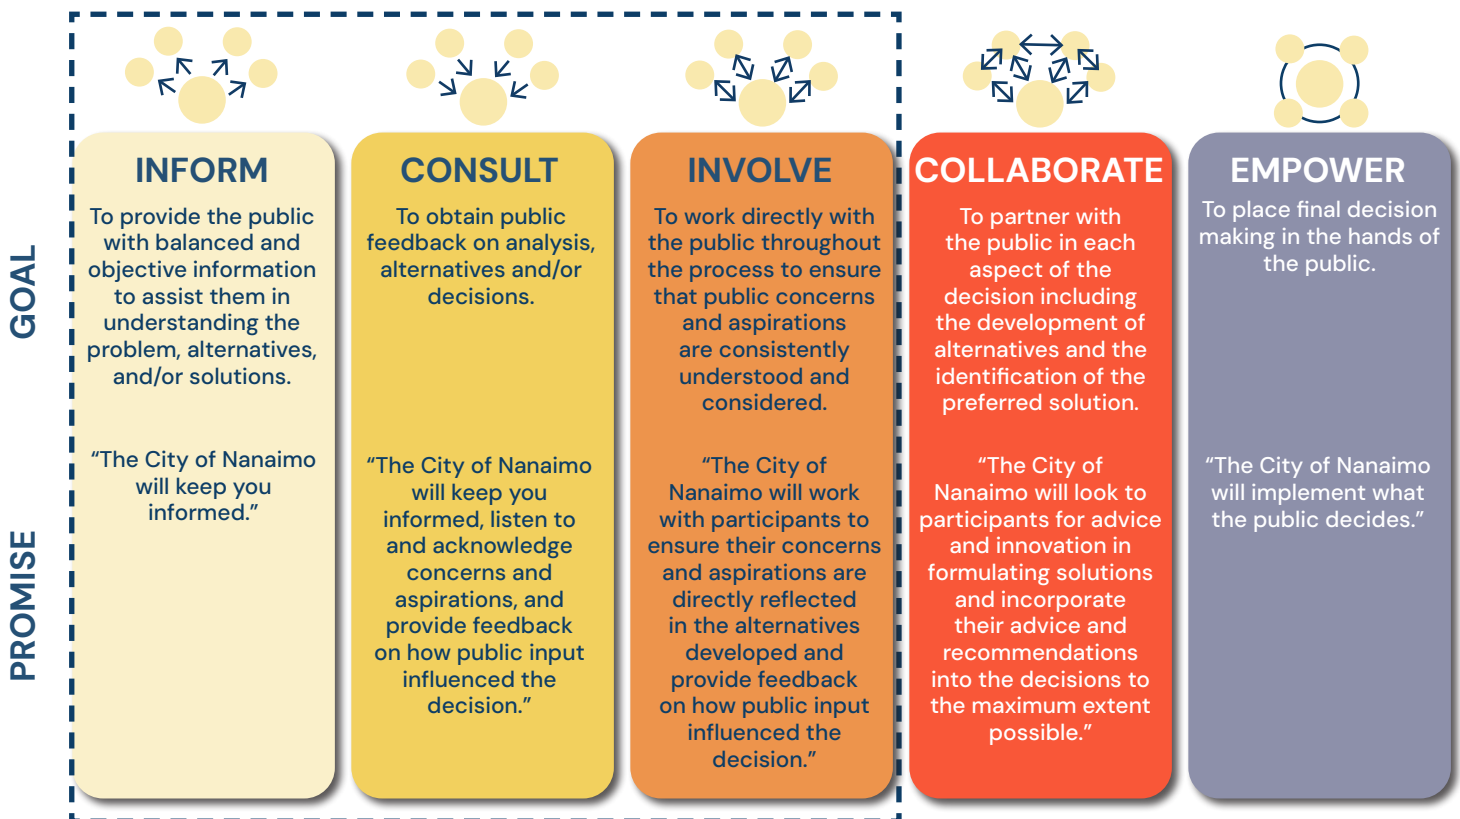 INFORM
To provide the public
with balanced and
objective information
to assist them in
understanding the
problem, alternatives,
and/or solutions.
“The City of Nanaimo
will keep you
informed.”
CONSULT
To obtain public
feedback on analysis,
alternatives and/or
decisions.
“The City of Nanaimo
will keep you
informed, listen to
and acknowledge
concerns and
aspirations, and
provide feedback
on how public input
influenced the
decision.”
INVOLVE
To work directly with
the public throughout
the process to ensure
that public concerns
and aspirations
are consistently
understood and
considered.
“The City of
Nanaimo will work
with participants to
ensure their concerns
and aspirations are
directly reflected
in the alternatives
developed and
provide feedback
on how public input
influenced the
decision.”
COLLABORATE
To partner with
the public in each
aspect of the
decision including
the development of
alternatives and the
identification of the
preferred solution.
“The City of
Nanaimo will look to
participants for advice
and innovation in
formulating solutions
and incorporate
their advice and
recommendations
into the decisions to
the maximum extent
possible.”
EMPOWER
To place final decision
making in the hands of
the public.
“The City of Nanaimo
will implement what
the public decides.”
GOAL
PROMISE